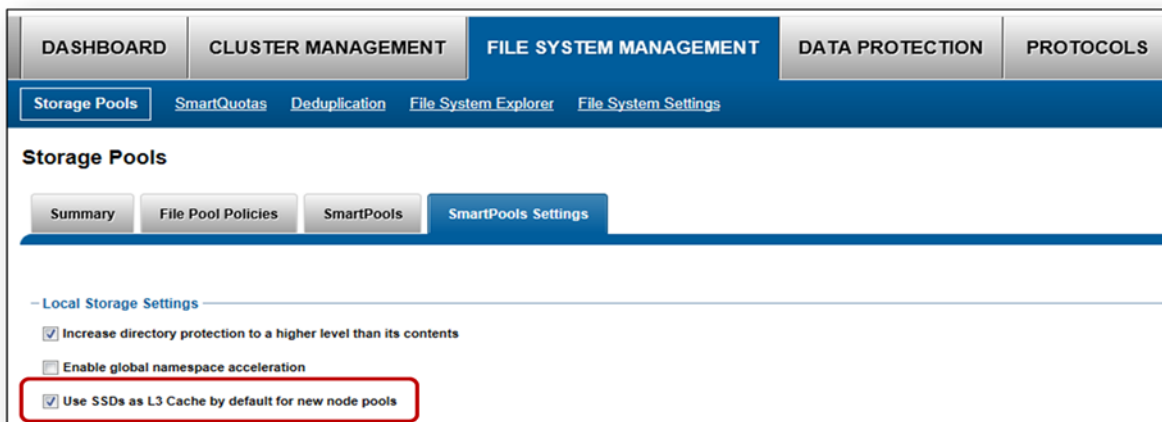 DASHBOARD CLUSTER MANAGEMENT FILE SYSTEM MANAGEMENT DATA PROTECTION PROTOCOLS
Storage Pools SmartQuotas Deduplication File System Explorer File System Settings
Storage Pools
Summary File Pool Policies SmartPools SmartPools Settings
Local Storage Settings
Increase directory protection to a higher level than its contents
Enable global namespace acceleration
Use SSDs as L3 Cache by default for new node pools